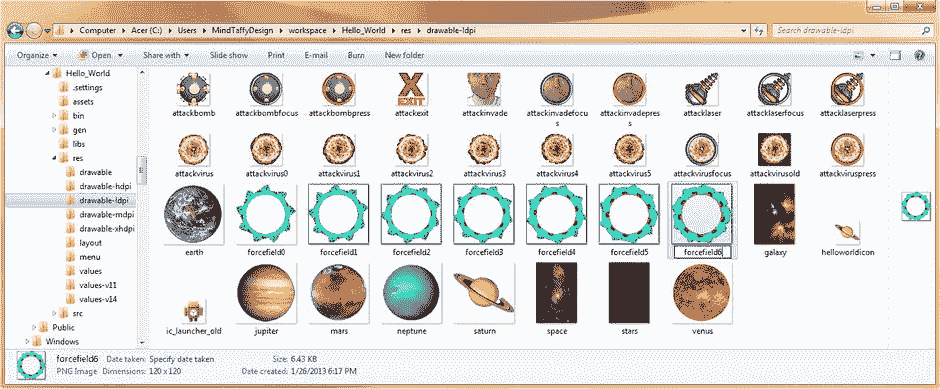 Computer ▸ Acer (C:) ▸ Users ▸ MindTaffyDesign ▸ workspace ▸ Hello_World ▸ res ▸ drawable-ldpi
Search drawable-ldpi
Organize Open Share with Slide show Print E-mail Burn New folder
Hello_World
.settings
assets
bin
gen
libs
res
drawable
drawable-hdpi
drawable-ldpi
drawable-mdpi
drawable-xhdpi
layout
menu
values
values-v11
values-v14
src
Public
Windows
EXIT
attackbomb attackbombfocus attackbombpress attackexit attackinvade attackinvadefocus attackinvadepress attacklaser attacklaserfocus attacklaserpress
attackvirus attackvirus0 attackvirus1 attackvirus2 attackvirus3 attackvirus4 attackvirus5 attackvirusfocus attackvirusold attackviruspress
earth forcefield0 forcefield1 forcefield2 forcefield3 forcefield4 forcefield5 forcefield6 galaxy helloworldicon
ic_launcher_old jupiter mars neptune saturn space stars venus
forcefield6 Date taken: Specify date taken Size: 6.43 KB
PNG Image Dimensions: 120 x 120 Date created: 1/26/2013 6:17 PM